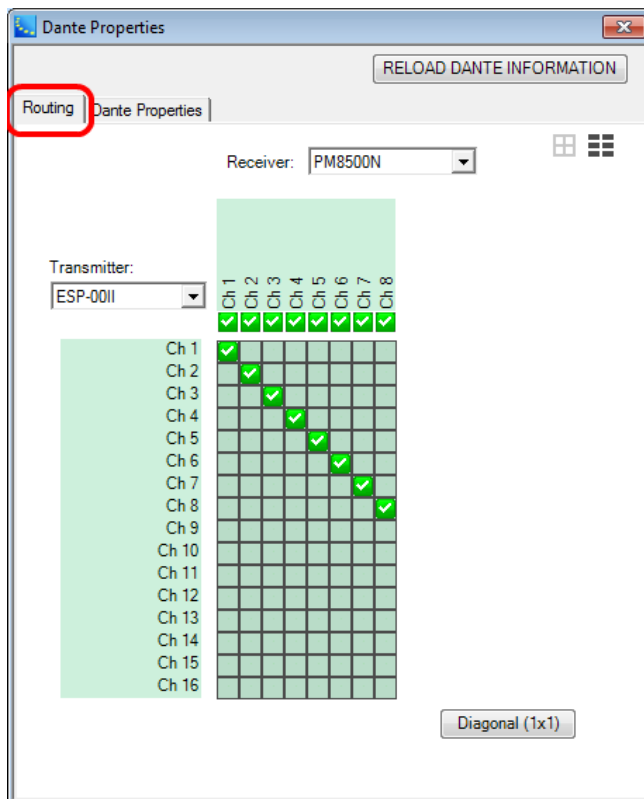 Dante Properties
RELOAD DANTE INFORMATION
Routing Dante Properties
Receiver: PM8500N
Transmitter:
ESP-00II
Ch 1 Ch 2 Ch 3 Ch 4 Ch 5 Ch 6 Ch 7 Ch 8
Ch 1
Ch 2
Ch 3
Ch 4
Ch 5
Ch 6
Ch 7
Ch 8
Ch 9
Ch 10
Ch 11
Ch 12
Ch 13
Ch 14
Ch 15
Ch 16
Diagonal (1x1)